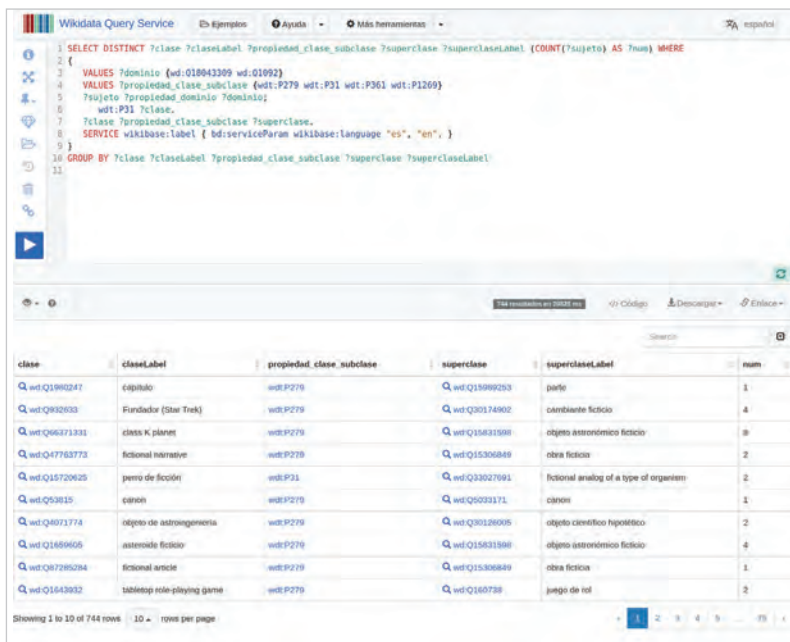 Wikidata Query Service Ejemplos Ayuda Más herramientas español
1 SELECT DISTINCT ?clase ?claseLabel ?propiedad_clase_subclase ?superclase ?superclaseLabel (COUNT(?sujeto) AS ?num) WHERE
2 {
3 VALUES ?dominio {wd:Q18043309 wd:Q1092}
4 VALUES ?propiedad_clase_subclase {wdt:P279 wdt:P31 wdt:P361 wdt:P1269}
5 ?sujeto ?propiedad_dominio ?dominio;
6 wdt:P31 ?clase.
7 ?clase ?propiedad_clase_subclase ?superclase.
8 SERVICE wikibase:label { bd:serviceParam wikibase:language "es", "en". }
9 }
10 GROUP BY ?clase ?claseLabel ?propiedad_clase_subclase ?superclase ?superclaseLabel
11
744 resultados en ms Código Descargar Enlace
Search
clase claseLabel propiedad_clase_subclase superclase superclaseLabel num
wd:Q1980247 capítulo wdt:P279 wd:Q15989253 parte 1
wd:Q932633 Fundador (Star Trek) wdt:P279 wd:Q30174902 cambiante ficticio 4
wd:Q66371331 class K planet wdt:P279 wd:Q15831598 objeto astronómico ficticio 8
wd:Q47763773 fictional narrative wdt:P279 wd:Q15306849 obra ficticia 2
wd:Q15720625 perro de ficción wdt:P31 wd:Q33027691 fictional analog of a type of organism 2
wd:Q53815 canon wdt:P279 wd:Q5033171 canon 1
wd:Q4071774 objeto de astroingeniería wdt:P279 wd:Q30126005 objeto científico hipotético 2
wd:Q1659605 asteroide ficticio wdt:P279 wd:Q15831598 objeto astronómico ficticio 4
wd:Q87285284 fictional article wdt:P279 wd:Q15306849 obra ficticia 1
wd:Q1643932 tabletop role-playing game wdt:P279 wd:Q160738 juego de rol 2
Showing 1 to 10 of 744 rows 10 rows per page ‹ 1 2 3 4 5 ... 75 ›